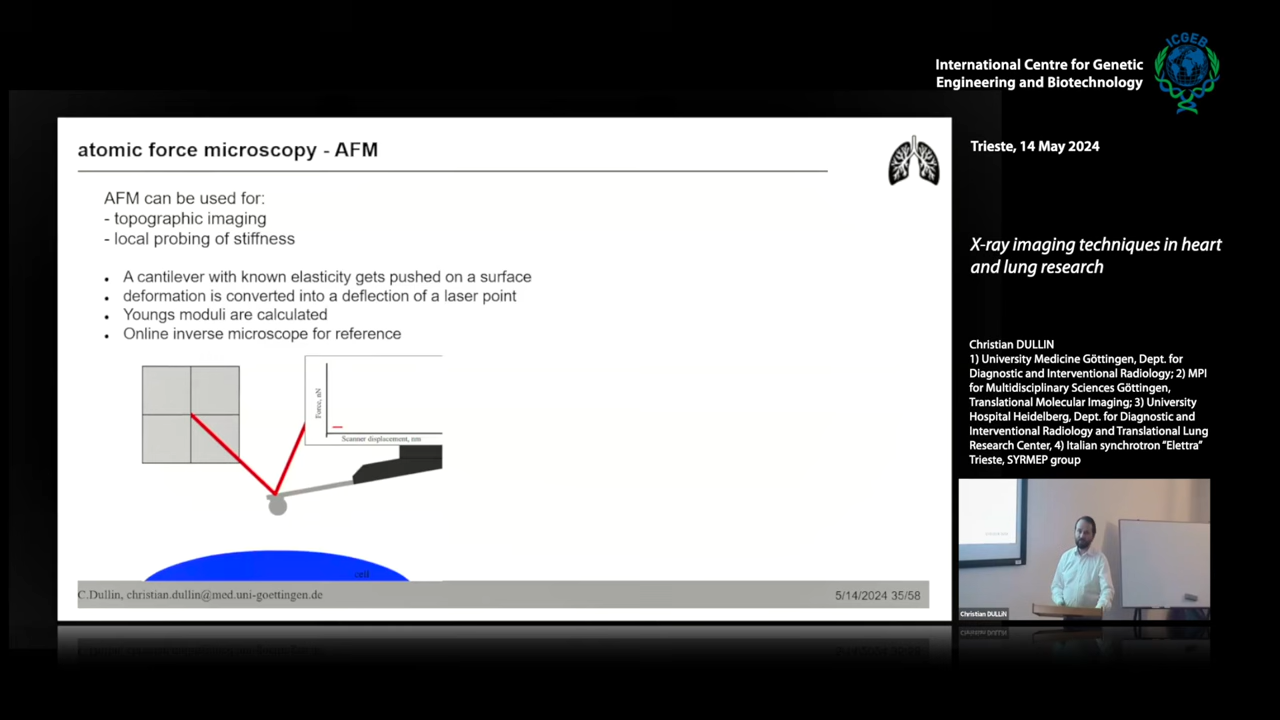 ICGEB
International Centre for Genetic
Engineering and Biotechnology
Trieste, 14 May 2024
X-ray imaging techniques in heart
and lung research
Christian DULLIN
1) University Medicine Göttingen, Dept. for
Diagnostic and Interventional Radiology; 2) MPI
for Multidisciplinary Sciences Göttingen,
Translational Molecular Imaging; 3) University
Hospital Heidelberg, Dept. for Diagnostic and
Interventional Radiology and Translational Lung
Research Center, 4) Italian synchrotron "Elettra"
Trieste, SYRMEP group
Christian DULLIN
atomic force microscopy - AFM
AFM can be used for:
- topographic imaging
- local probing of stiffness
• A cantilever with known elasticity gets pushed on a surface
• deformation is converted into a deflection of a laser point
• Youngs moduli are calculated
• Online inverse microscope for reference
Force, nN
Scanner displacement, nm
cell
C.Dullin, christian.dullin@med.uni-goettingen.de
5/14/2024 35/58